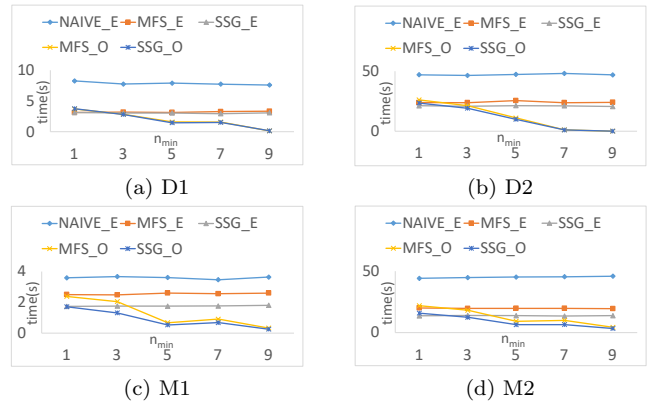 NAIVE_E MFS_E SSG_E
MFS_O SSG_O
10
5
0
time(s)
1 3 5 7 9
n_min
(a) D1
NAIVE_E MFS_E SSG_E
MFS_O SSG_O
50
0
time(s)
1 3 5 7 9
n_min
(b) D2
NAIVE_E MFS_E SSG_E
MFS_O SSG_O
4
2
0
time(s)
1 3 5 7 9
n_min
(c) M1
NAIVE_E MFS_E SSG_E
MFS_O SSG_O
50
0
time(s)
1 3 5 7 9
n_min
(d) M2